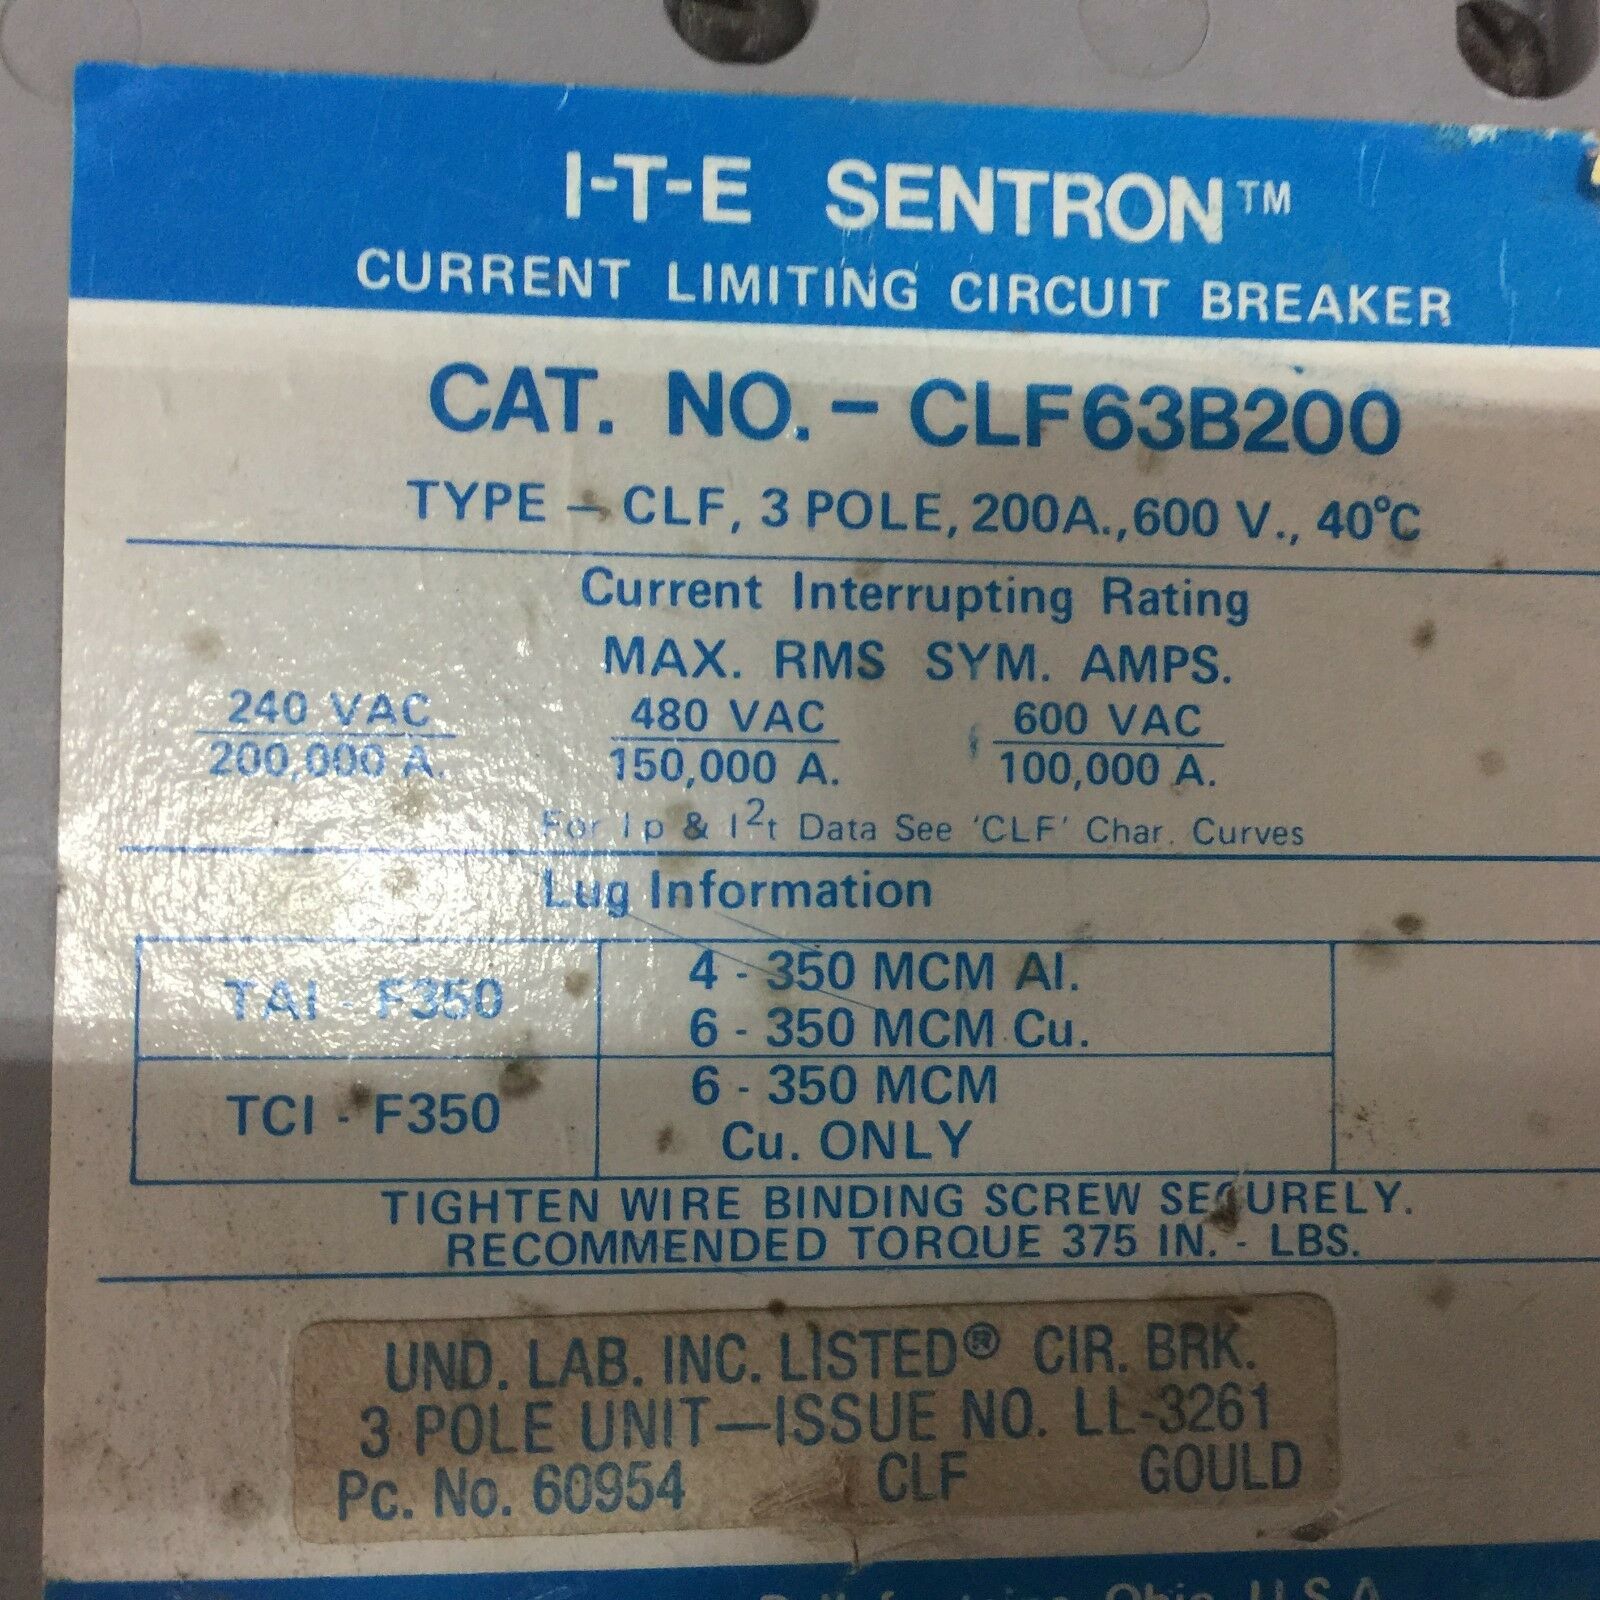 I-T-E SENTRON™
CURRENT LIMITING CIRCUIT BREAKER
CAT. NO. - CLF63B200
TYPE - CLF, 3 POLE, 200A., 600 V., 40°C
Current Interrupting Rating
MAX. RMS SYM. AMPS.
240 VAC 480 VAC 600 VAC
200,000 A. 150,000 A. 100,000 A.
For Ip & I²t Data See 'CLF' Char. Curves
Lug Information
TAI - F350
4 - 350 MCM Al.
6 - 350 MCM Cu.
TCI - F350
6 - 350 MCM
Cu. ONLY
TIGHTEN WIRE BINDING SCREW SECURELY.
RECOMMENDED TORQUE 375 IN. - LBS.
UND. LAB. INC. LISTED® CIR. BRK.
3 POLE UNIT—ISSUE NO. LL-3261
Pc. No. 60954 CLF GOULD
Ohio U.S.A.